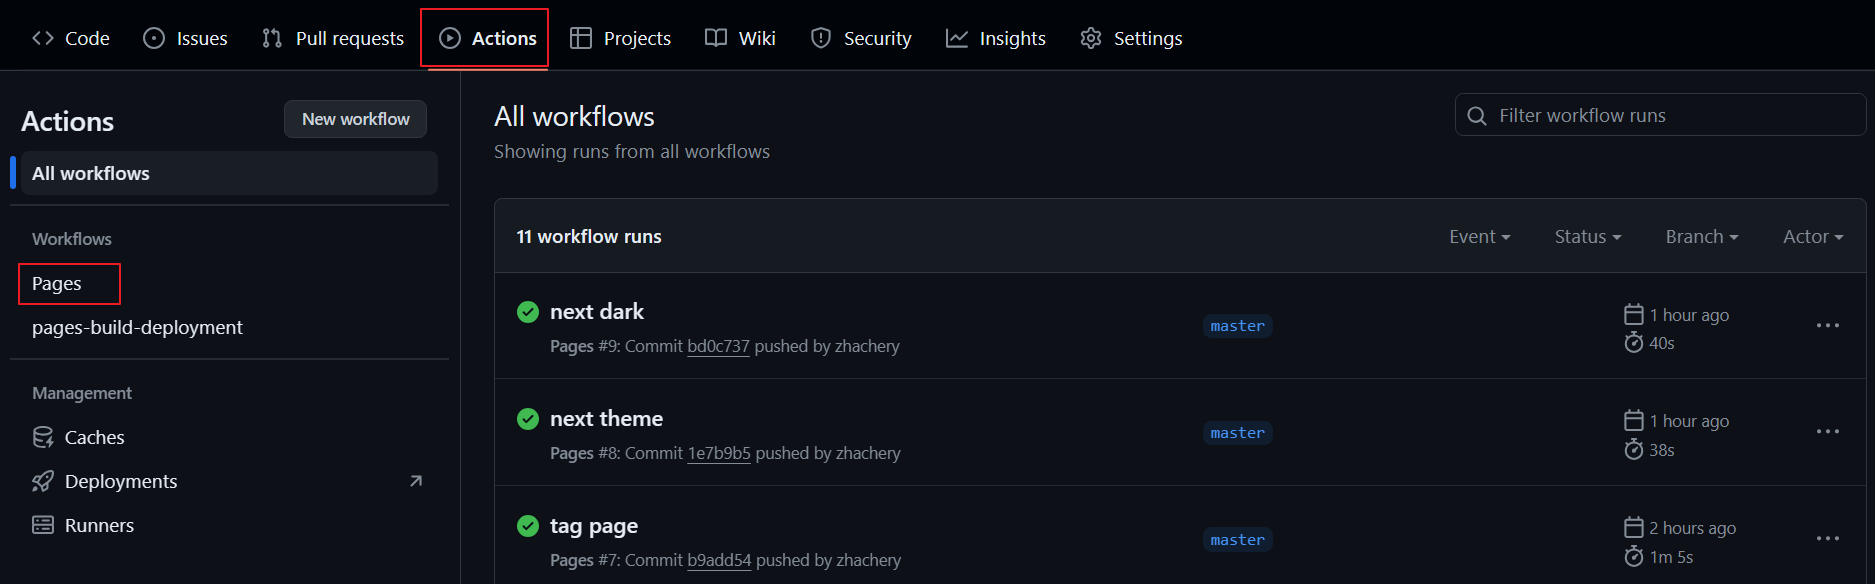 Code Issues Pull requests Actions Projects Wiki Security Insights Settings
Actions New workflow
All workflows
Workflows
Pages
pages-build-deployment
Management
Caches
Deployments
Runners
All workflows
Showing runs from all workflows
Filter workflow runs
11 workflow runs Event Status Branch Actor
next dark
Pages #9: Commit bd0c737 pushed by zhachery
master
1 hour ago
40s
next theme
Pages #8: Commit 1e7b9b5 pushed by zhachery
master
1 hour ago
38s
tag page
Pages #7: Commit b9add54 pushed by zhachery
master
2 hours ago
1m 5s